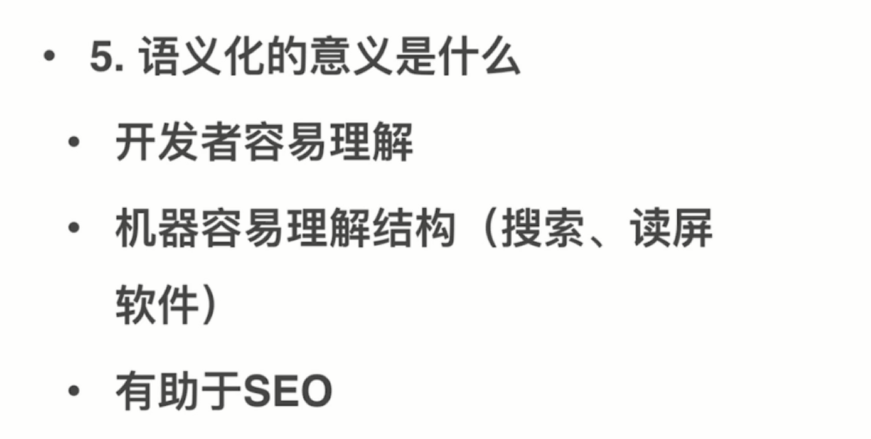 • 5. 语义化的意义是什么
• 开发者容易理解
• 机器容易理解结构（搜索、读屏
软件）
• 有助于SEO